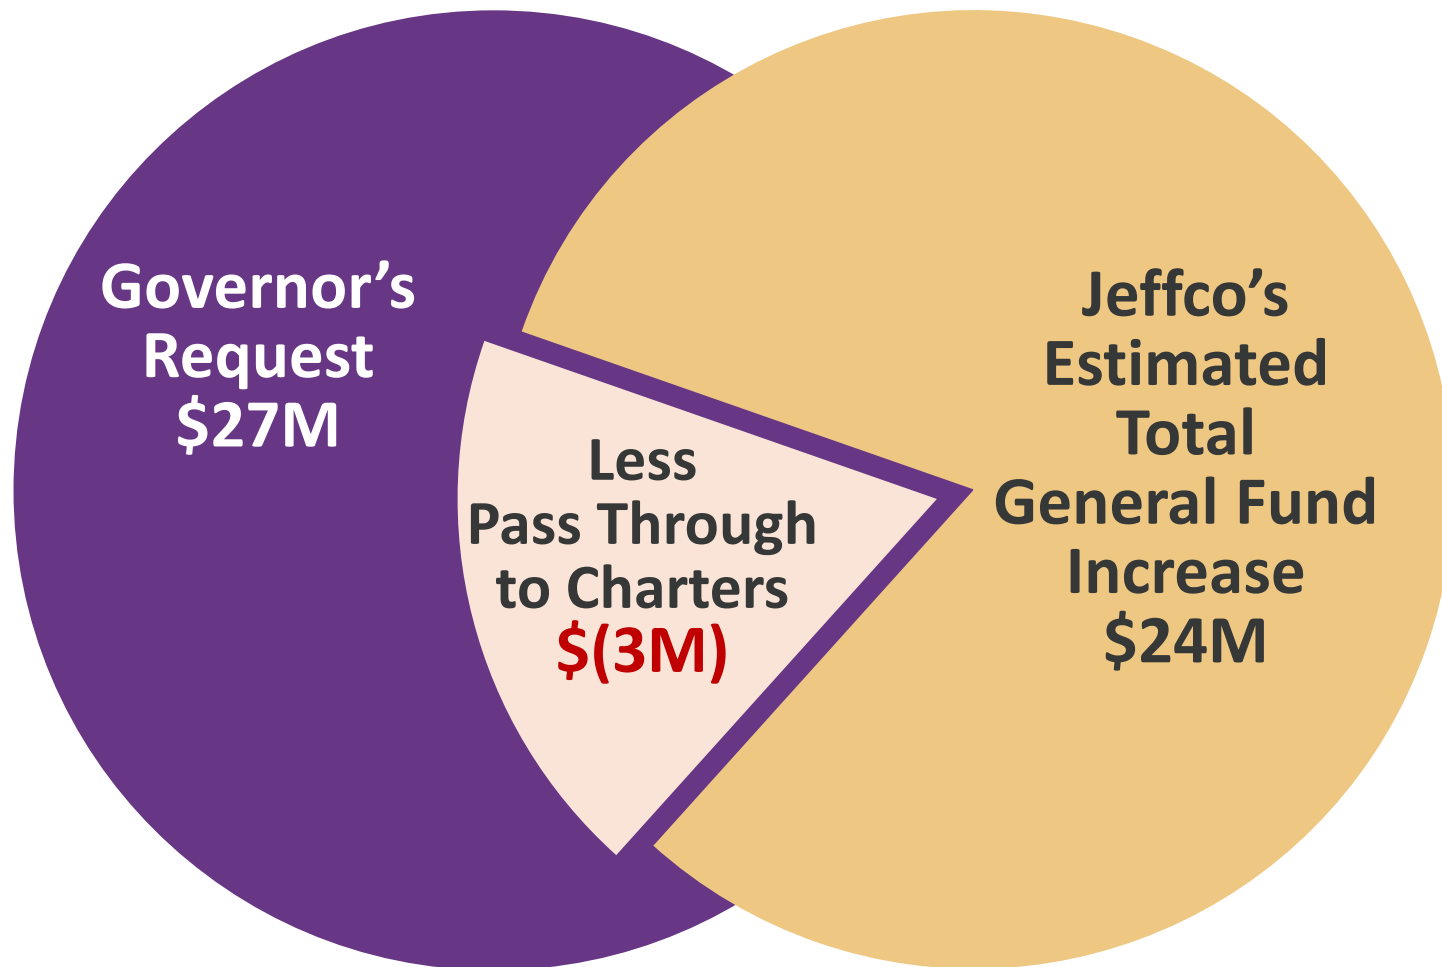 Governor’s
Request
$27M
Less
Pass Through
to Charters
$(3M)
Jeffco’s
Estimated
Total
General Fund
Increase
$24M